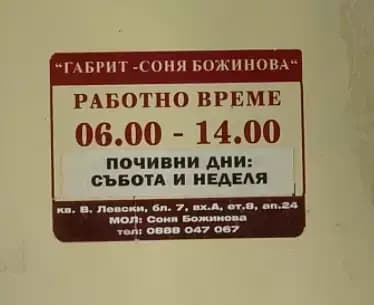 "ГАБРИТ -СОНЯ БОЖИНОВА"
РАБОТНО ВРЕМЕ
06.00 - 14.00
ПОЧИВНИ ДНИ:
СЪБОТА И НЕДЕЛЯ
кв. В. Левски, бл. 7, вх.А, ет.8, ап.24
МОЛ: Соня Божинова
тел: 0888 047 067